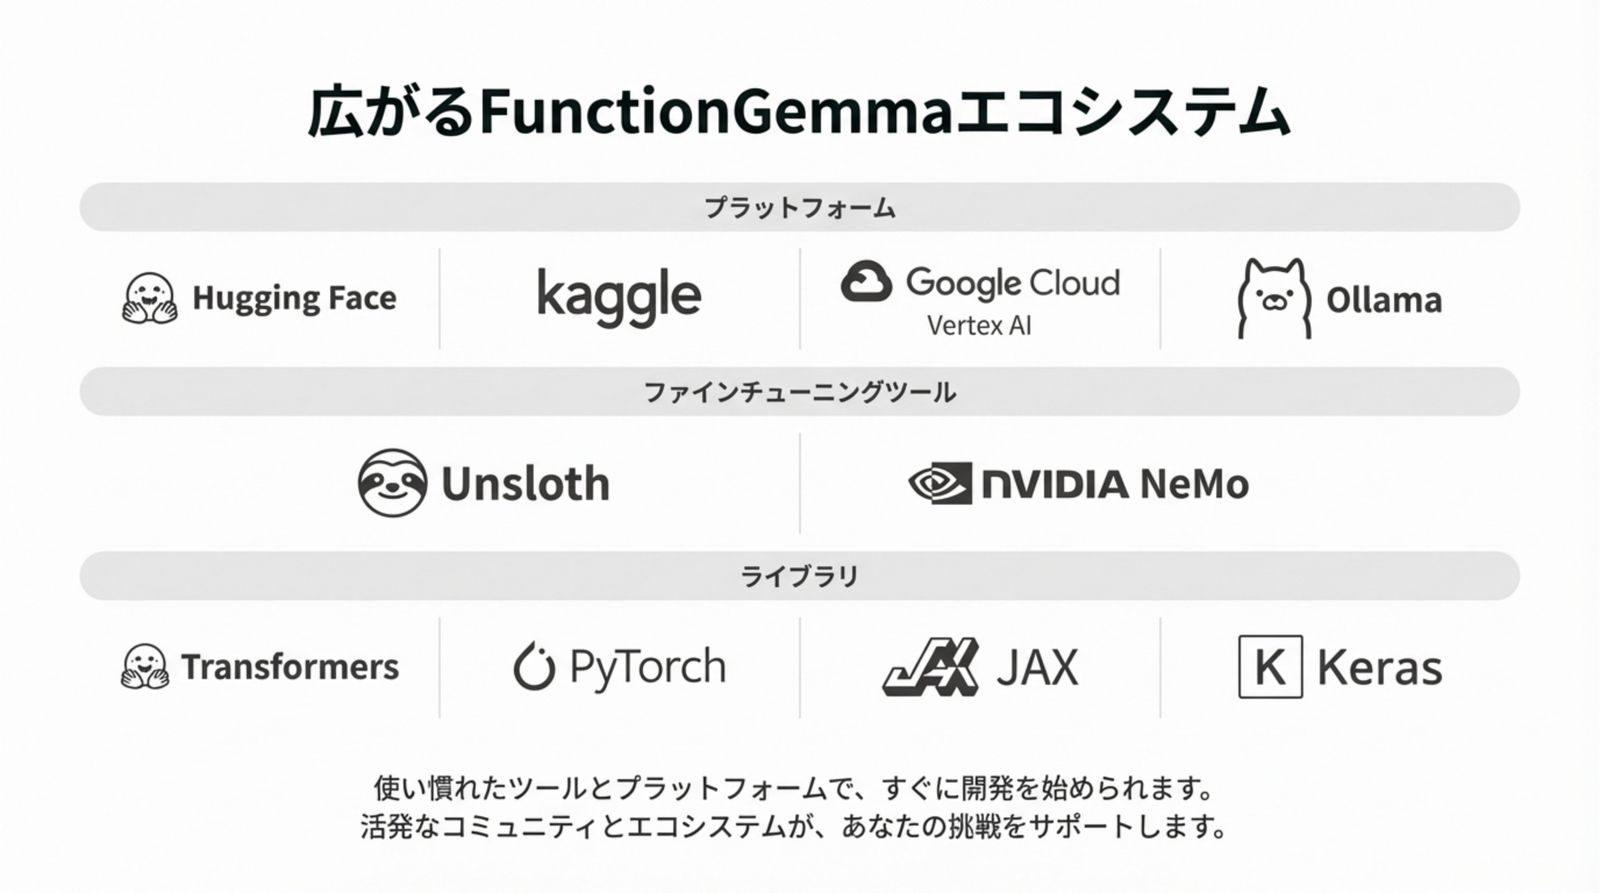 広がるFunctionGemmaエコシステム
プラットフォーム
Hugging Face
kaggle
Google Cloud
Vertex AI
Ollama
ファインチューニングツール
Unsloth
NVIDIA NeMo
ライブラリ
Transformers
PyTorch
JAX JAX
K Keras
使い慣れたツールとプラットフォームで、すぐに開発を始められます。
活発なコミュニティとエコシステムが、あなたの挑戦をサポートします。